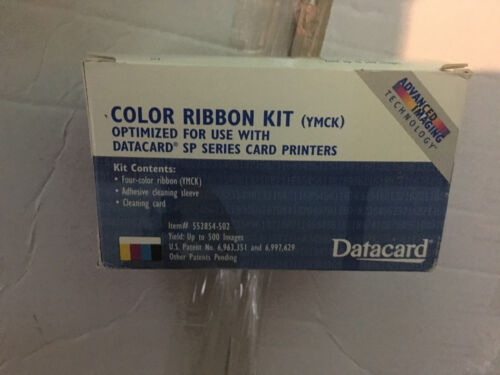 COLOR RIBBON KIT (YMCK)
OPTIMIZED FOR USE WITH
DATACARD® SP SERIES CARD PRINTERS
Kit Contents:
• Four-color ribbon (YMCK)
• Adhesive cleaning sleeve
• Cleaning card
Item# 552854-502
Yield: Up to 500 Images
U.S. Patent No. 6,963,351 and 6,997,629
Other Patents Pending
ADVANCED
IMAGING
TECHNOLOGY
Datacard